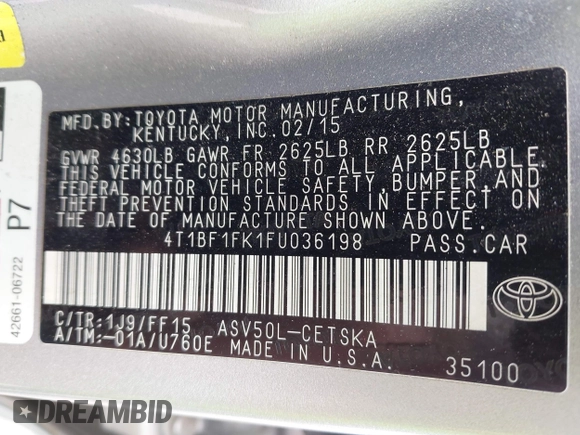 MFD.BY:TOYOTA MOTOR MANUFACTURING,
KENTUCKY, INC. 02/15
GVWR 4630LB GAWR FR 2625LB RR 2625LB
THIS VEHICLE CONFORMS TO ALL APPLICABLE
FEDERAL MOTOR VEHICLE SAFETY,BUMPER,AND
THEFT PREVENTION STANDARDS IN EFFECT ON
THE DATE OF MANUFACTURE SHOWN ABOVE.
4T1BF1FK1FU036198 PASS.CAR
C/TR:1J9/FF15 ASV50L-CETSKA
A/TM:-01A/U760E MADE IN U.S.A.
35100
P7
42661-06722
DREAMBID